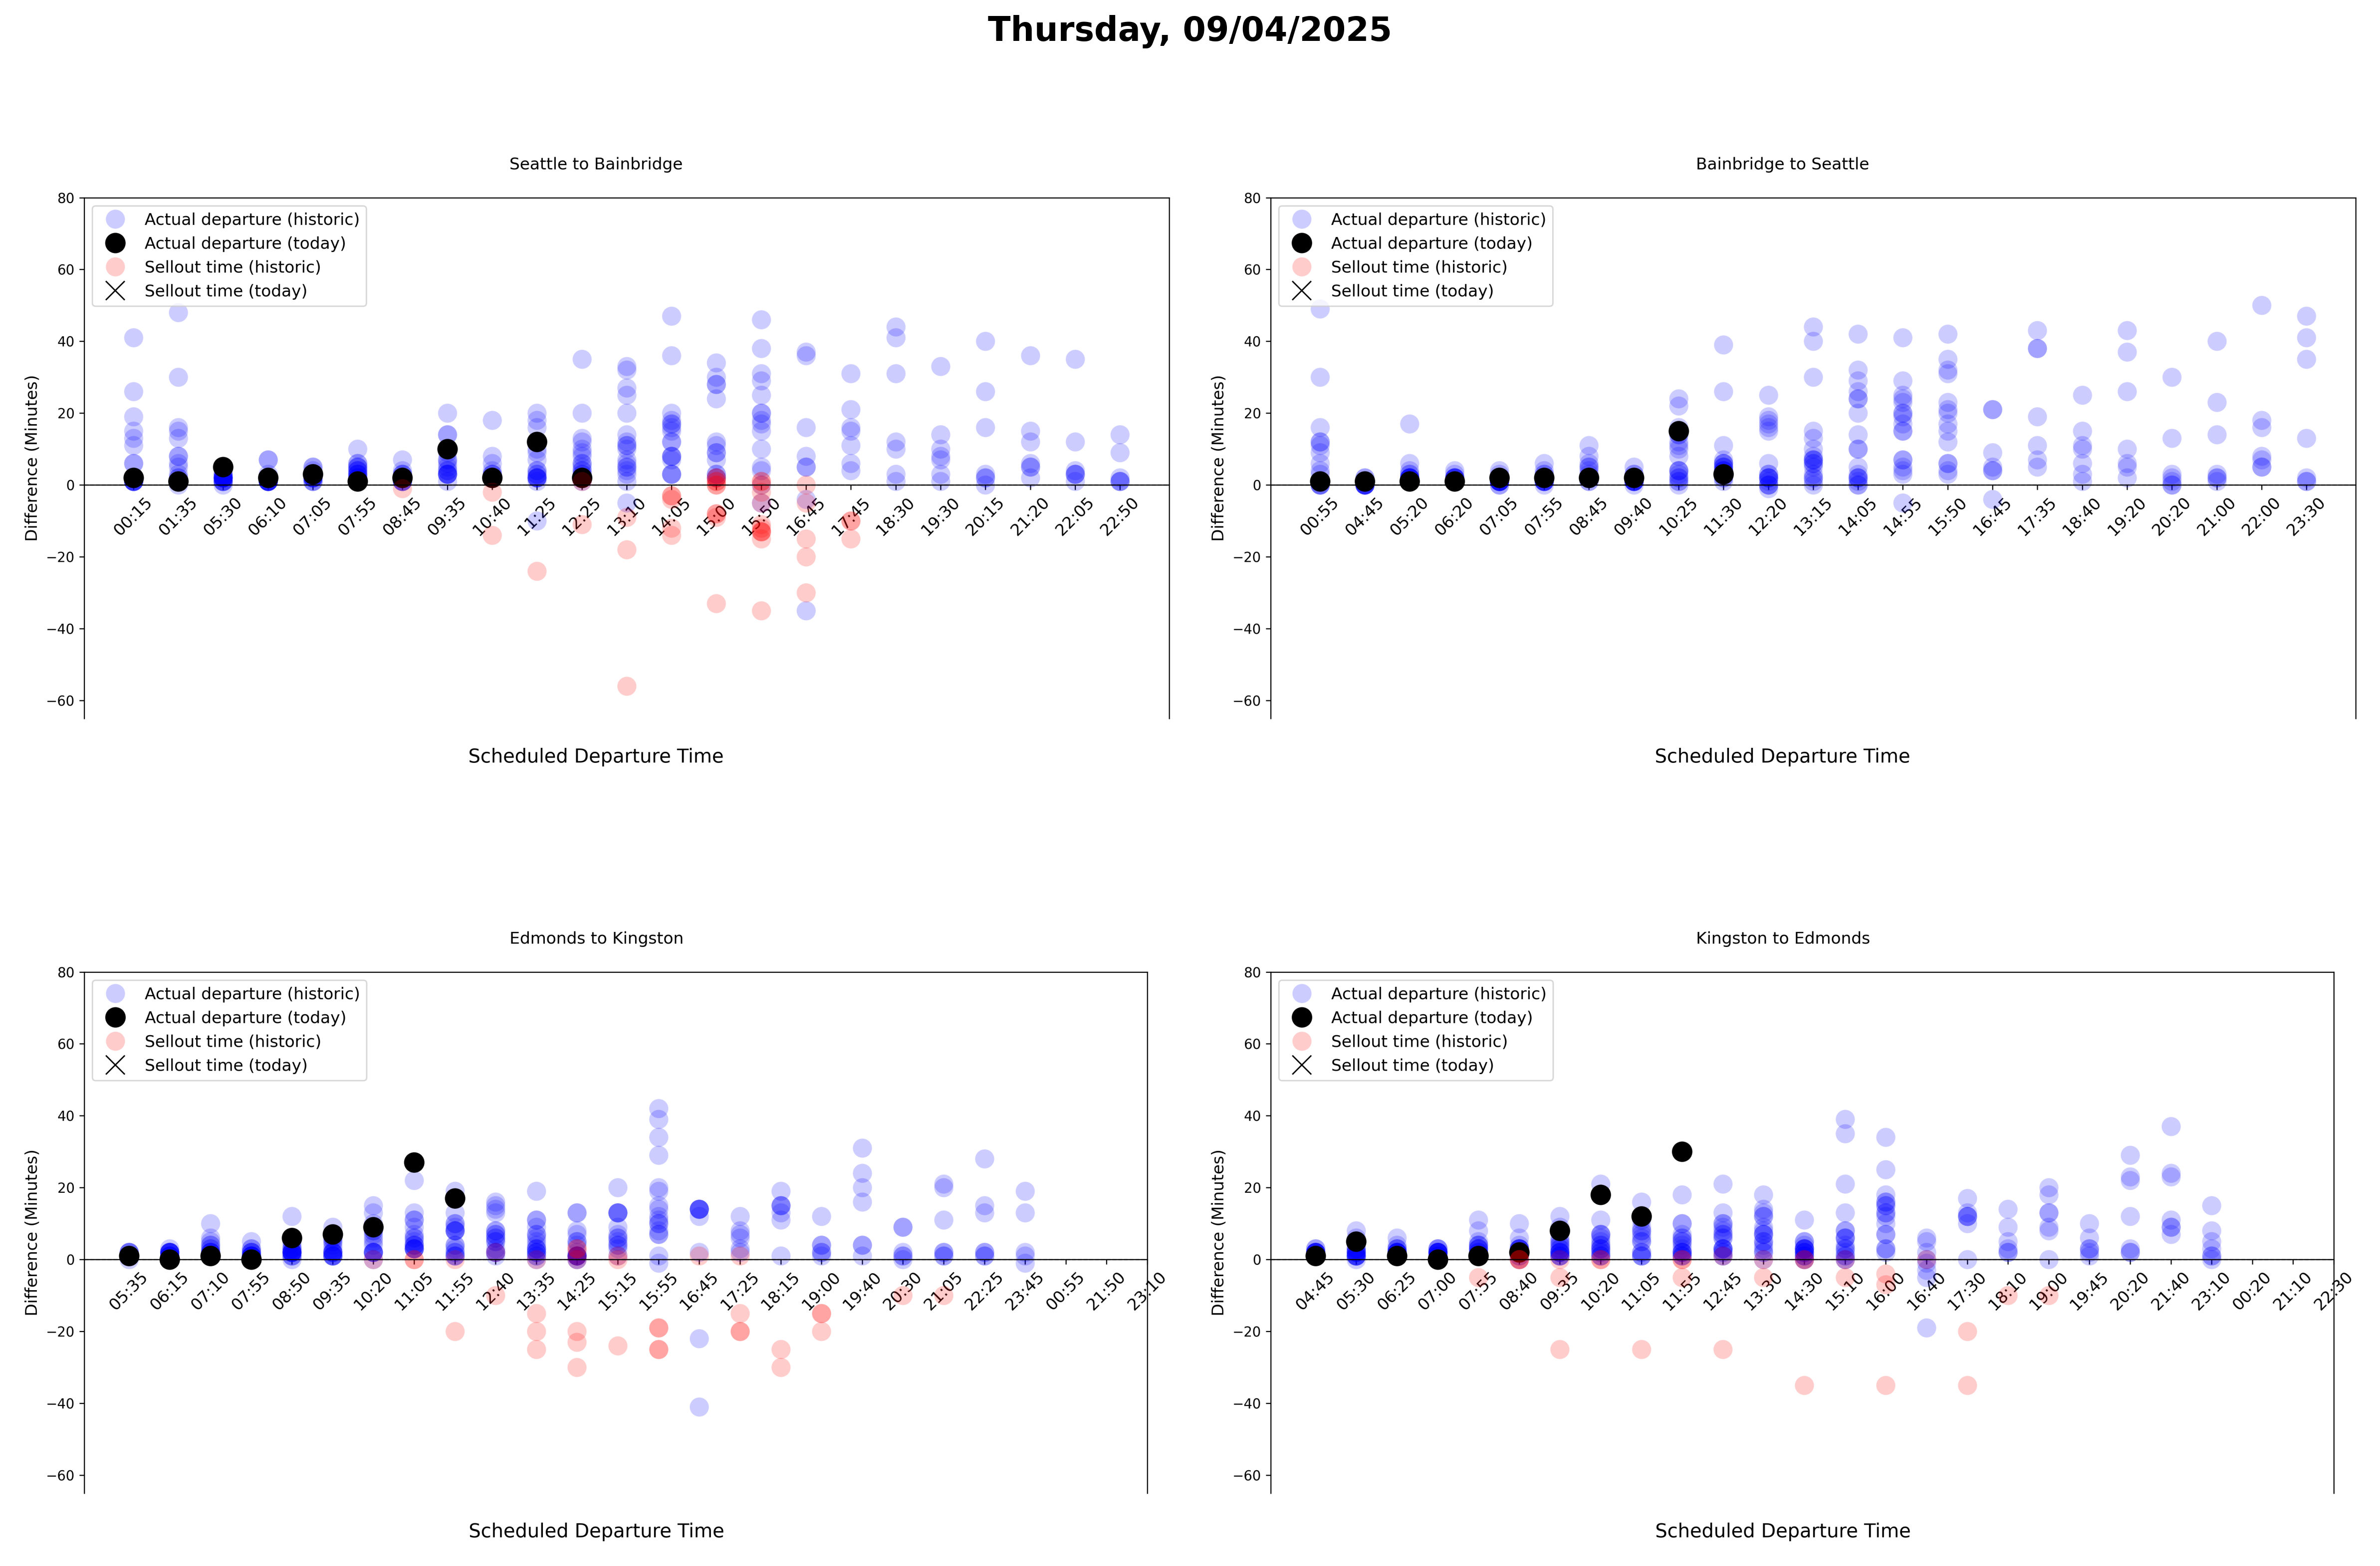 Thursday, 09/04/2025
Seattle to Bainbridge
Difference (Minutes)
80
60
40
20
0
−20
−40
−60
Actual departure (historic)
Actual departure (today)
Sellout time (historic)
Sellout time (today)
00:15 01:35 05:30 06:10 07:05 07:55 08:45 09:35 10:40 11:25 12:25 13:10 14:05 15:00 15:50 16:45 17:45 18:30 19:30 20:15 21:20 22:05 22:50
Scheduled Departure Time
Bainbridge to Seattle
Difference (Minutes)
80
60
40
20
0
−20
−40
−60
Actual departure (historic)
Actual departure (today)
Sellout time (historic)
Sellout time (today)
00:55 04:45 05:20 06:20 07:05 07:55 08:45 09:40 10:25 11:30 12:20 13:15 14:05 14:55 15:50 16:45 17:35 18:40 19:20 20:20 21:00 22:00 23:30
Scheduled Departure Time
Edmonds to Kingston
Difference (Minutes)
80
60
40
20
0
−20
−40
−60
Actual departure (historic)
Actual departure (today)
Sellout time (historic)
Sellout time (today)
05:35 06:15 07:10 07:55 08:50 09:35 10:20 11:05 11:55 12:40 13:35 14:25 15:15 15:55 16:45 17:25 18:15 19:00 19:40 20:30 21:05 22:25 23:45 00:55 21:50 23:10
Scheduled Departure Time
Kingston to Edmonds
Difference (Minutes)
80
60
40
20
0
−20
−40
−60
Actual departure (historic)
Actual departure (today)
Sellout time (historic)
Sellout time (today)
04:45 05:30 06:25 07:00 07:55 08:40 09:35 10:20 11:05 11:55 12:45 13:30 14:30 15:10 16:00 16:40 17:30 18:10 19:00 19:45 20:20 21:40 23:10 00:20 21:10 22:30
Scheduled Departure Time